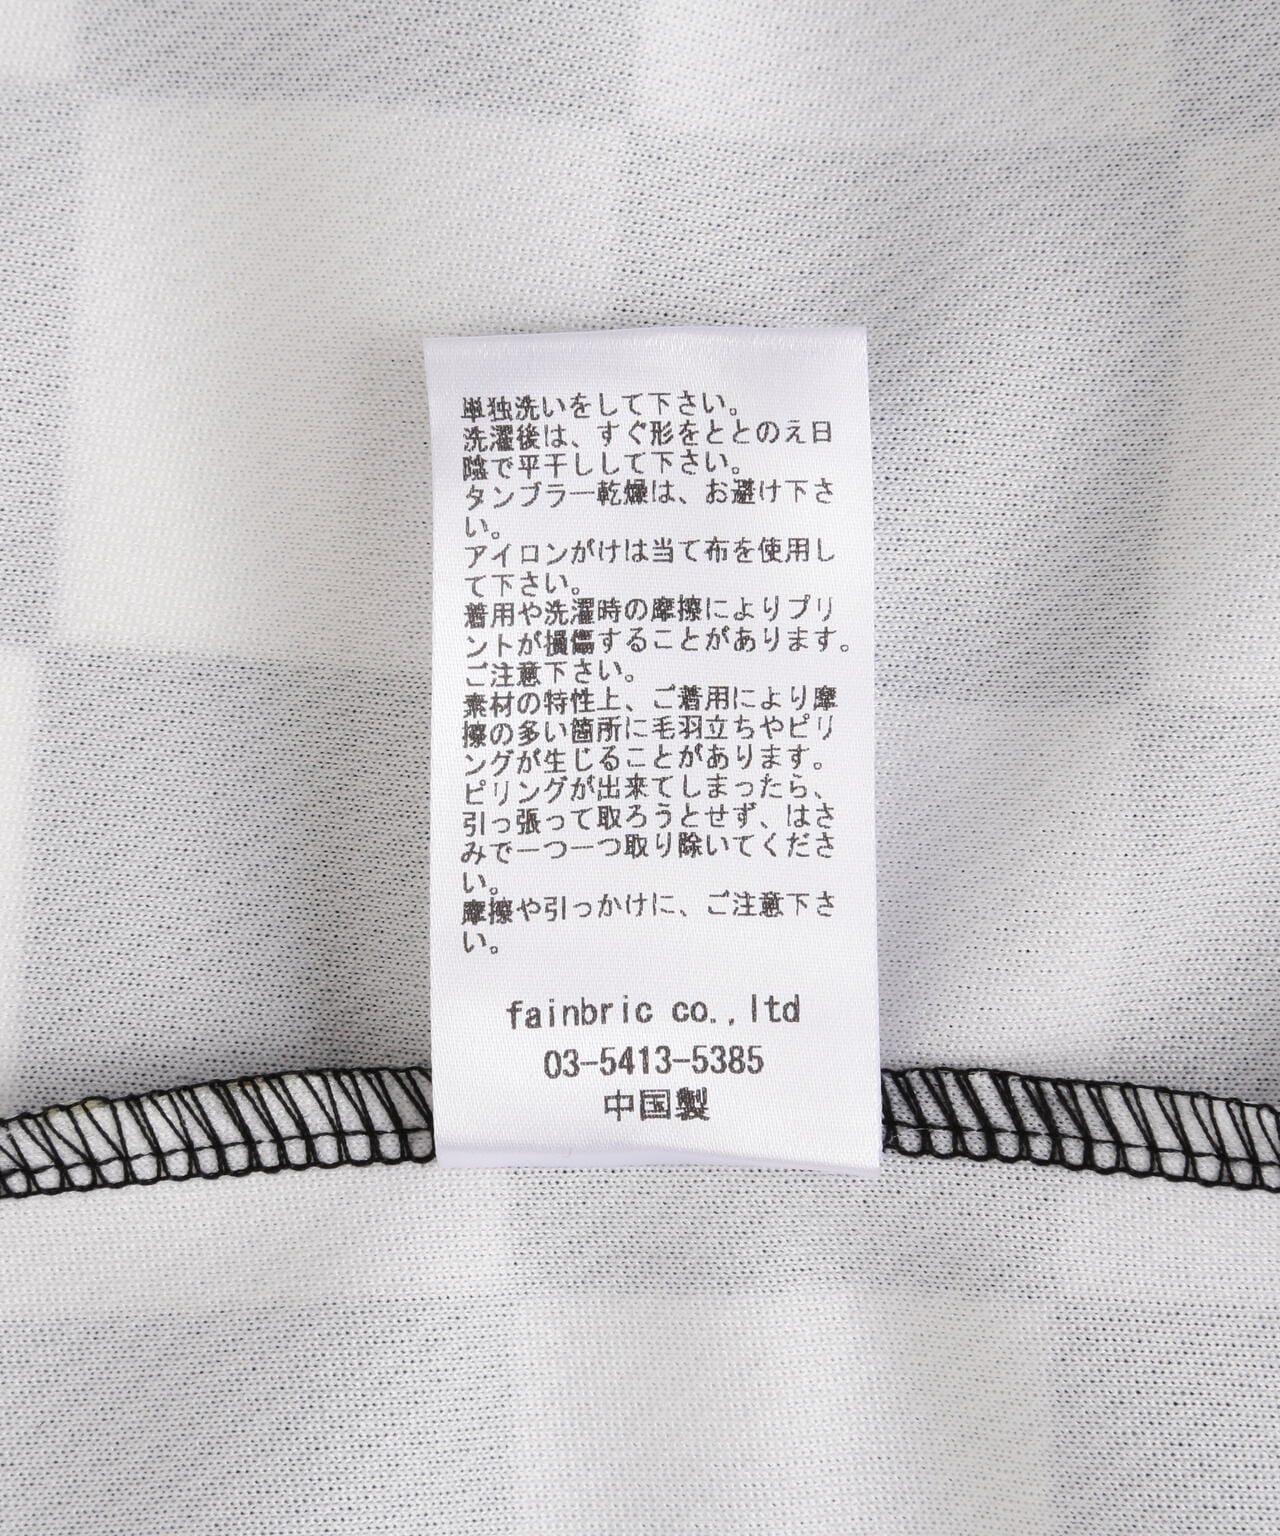 単独洗いをして下さい。
洗濯後は、すぐ形をととのえ日
陰で平干しして下さい。
タンブラー乾燥は、お避け下さ
い。
アイロンがけは当て布を使用し
て下さい。
着用や洗濯時の摩擦によりプリ
ントが損傷することがあります。
ご注意下さい。
素材の特性上、ご着用により摩
擦の多い箇所に毛羽立ちやピリ
ングが生じることがあります。
ピリングが出来てしまったら、
引っ張って取ろうとせず、はさ
みで一つ一つ取り除いてくださ
い。
摩擦や引っかけに、ご注意下さ
い。
fainbric co.,ltd
03-5413-5385
中国製